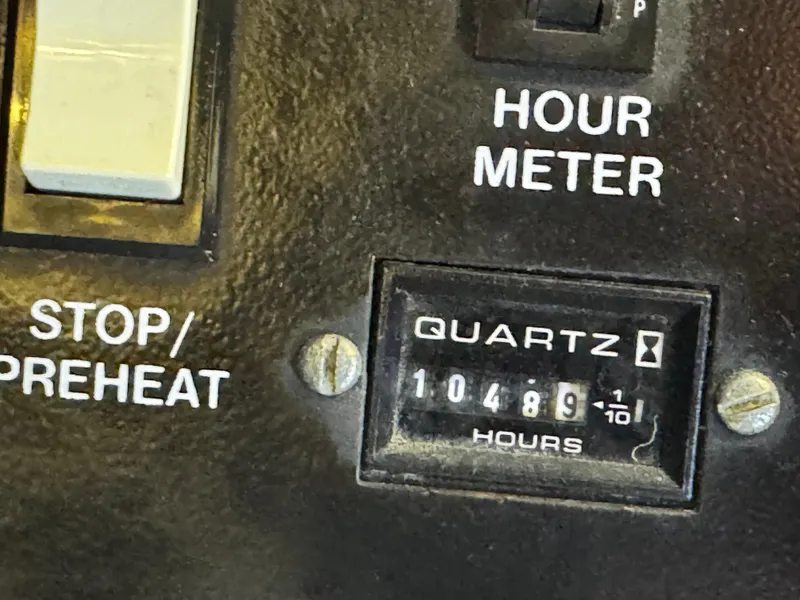 P
HOUR
METER
STOP/
PREHEAT
QUARTZ
10489 1/10
HOURS